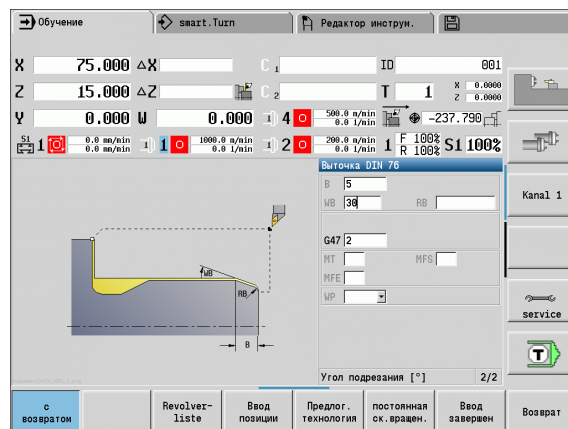 Обучение
smart.Turn
Редактор инструм.
X 75.000 △X C 1 ID 001
Z 15.000 △Z C 2 T 1 X 0.0000 Z 0.0000
Y 0.000 W 0.000 4 500.0 m/min 0.0 1/min -237.790
S1 1 0.0 mm/min 0.0 mm/min 1 1000.0 m/min 0.0 1/min 2 200.0 m/min 0.0 1/min 1 F 100% R 100% S1 100%
Выточка DIN 76
B 5
WB 30 RB
G47 2
MT MFS
MFE
WP
Угол подрезания [°] 2/2
WB
RB
B
Kanal 1
service
T
с возвратом
Revolver-liste
Ввод позиции
Предлог. технология
постоянная ск.вращен.
Ввод завершен
Возврат